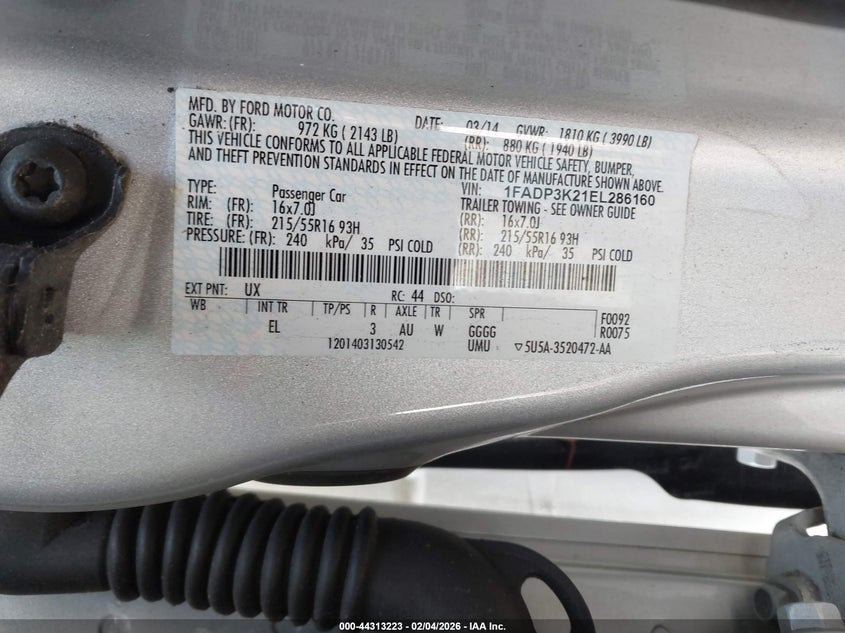 MFD. BY FORD MOTOR CO. DATE: 03/14 GVWR: 1810 KG ( 3990 LB)
GAWR: (FR): 972 KG ( 2143 LB) (RR): 880 KG ( 1940 LB)
THIS VEHICLE CONFORMS TO ALL APPLICABLE FEDERAL MOTOR VEHICLE SAFETY, BUMPER,
AND THEFT PREVENTION STANDARDS IN EFFECT ON THE DATE OF MANUFACTURE SHOWN ABOVE.
VIN: 1FADP3K21EL286160
TYPE: Passenger Car TRAILER TOWING - SEE OWNER GUIDE
RIM: (FR): 16x7.0J (RR): 16x7.0J
TIRE: (FR): 215/55R16 93H (RR): 215/55R16 93H
PRESSURE: (FR): 240 kPa/ 35 PSI COLD (RR): 240 kPa/ 35 PSI COLD
EXT PNT: UX RC: 44 DSO:
WB INT TR TP/PS R AXLE TR SPR F0092
EL 3 AU W GGGG R0075
1201403130542 UMU ▽5U5A-3520472-AA
000-44313223 - 02/04/2026 - IAA Inc.